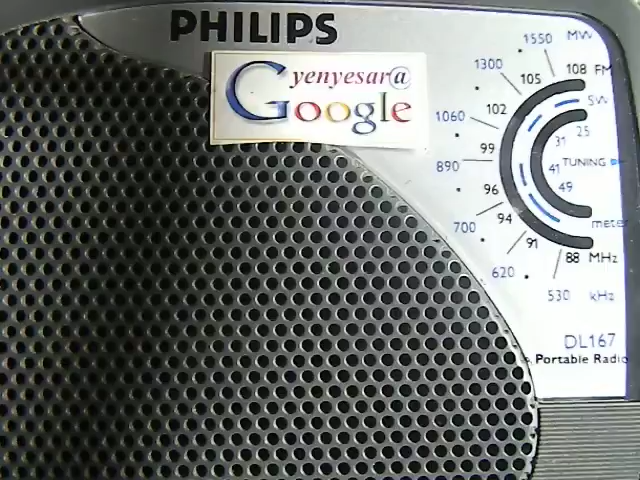 PHILIPS
yenyesar@
Google
1550 MW
1300
105
108 FM
SW
1060
102
25
31
99
890
TUNING
41
49
96
94
700
meter
91
88 MHz
620
530 kHz
DL167
Portable Radio